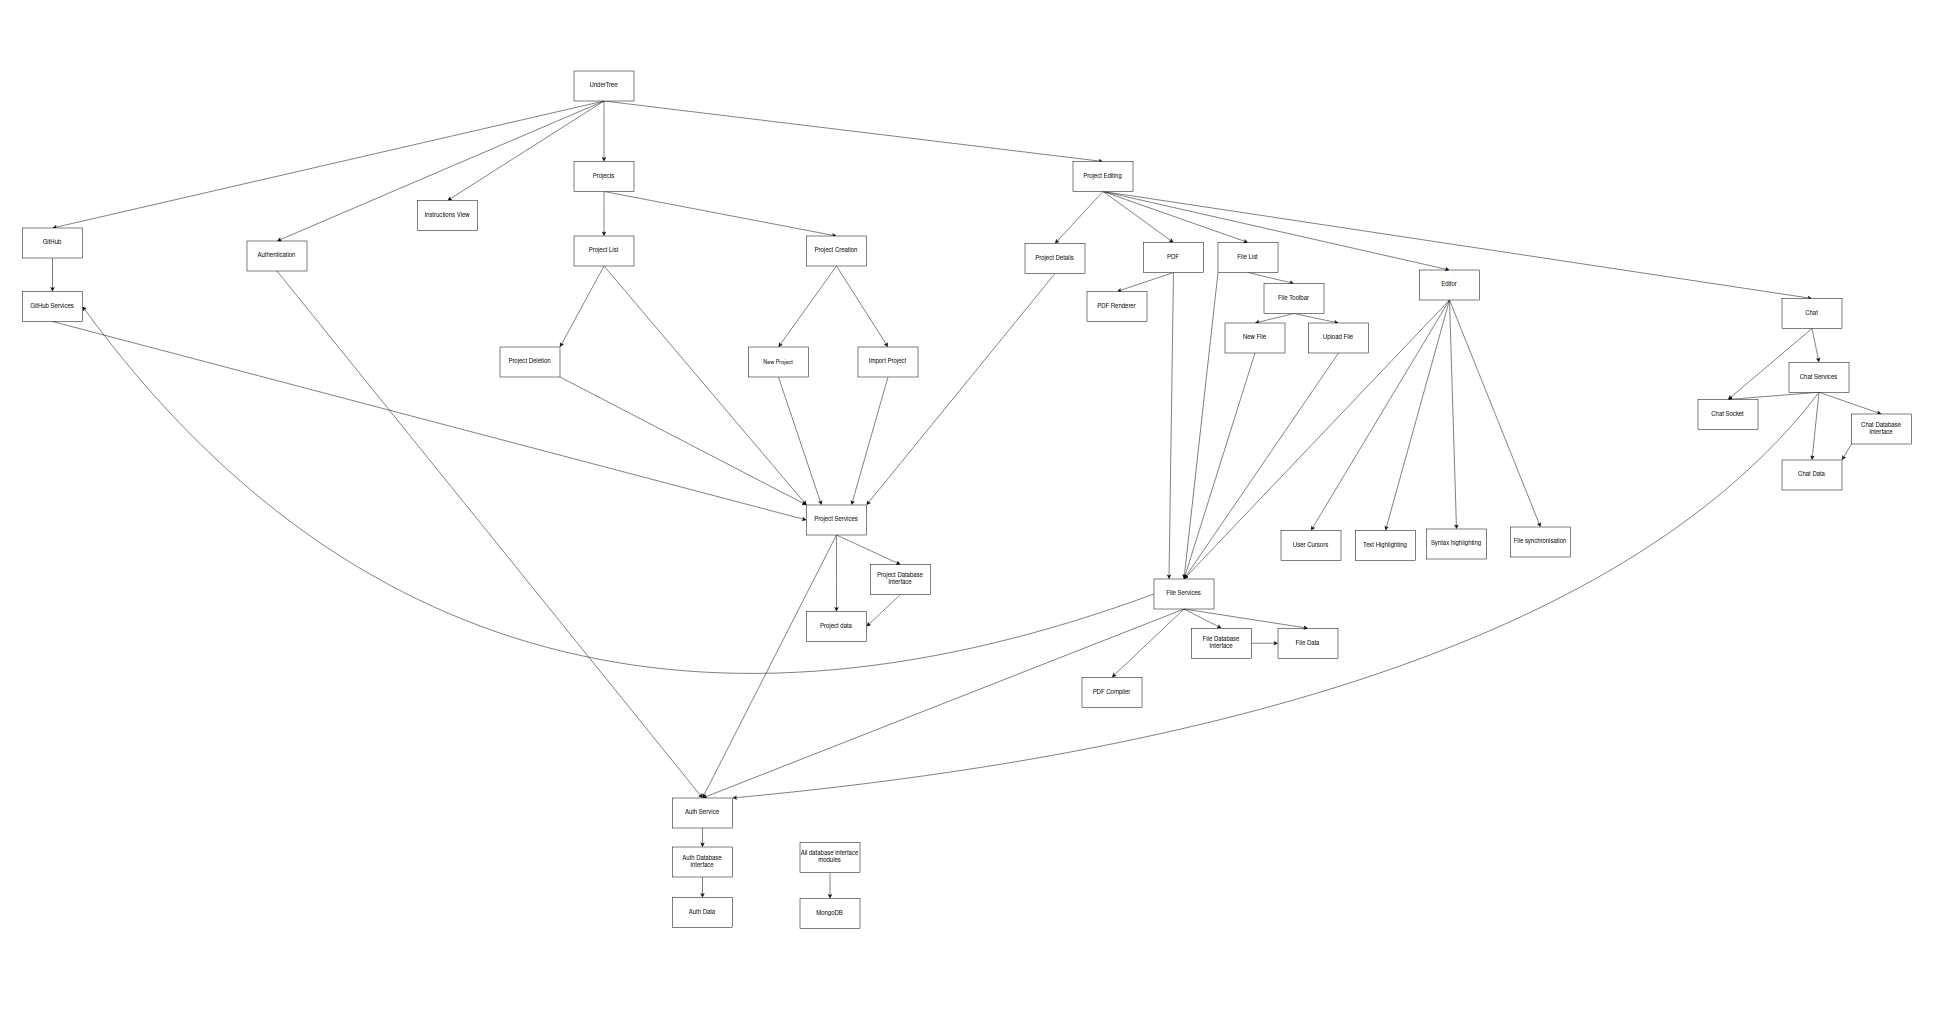 UnderTree
Projects
Project Editing
Instructions View
GitHub
Authentication
Project List
Project Creation
Project Details
PDF
File List
Editor
GitHub Services
PDF Renderer
File Toolbar
Chat
New File
Upload File
Project Deletion
New Project
Import Project
Chat Services
Chat Socket
Chat Database
Interface
Chat Data
Project Services
User Cursors
Text Highlighting
Syntax highlighting
File synchronisation
Project Database
Interface
File Services
Project data
File Database
Interface
File Data
PDF Compiler
Auth Service
Auth Database
Interface
All database interface
modules
Auth Data
MongoDB